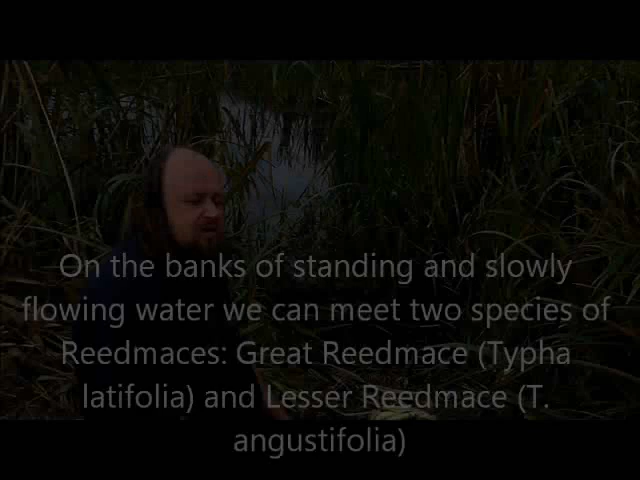 On the banks of standing and slowly
flowing water we can meet two species of
Reedmaces: Great Reedmace (Typha
latifolia) and Lesser Reedmace (T.
angustifolia)